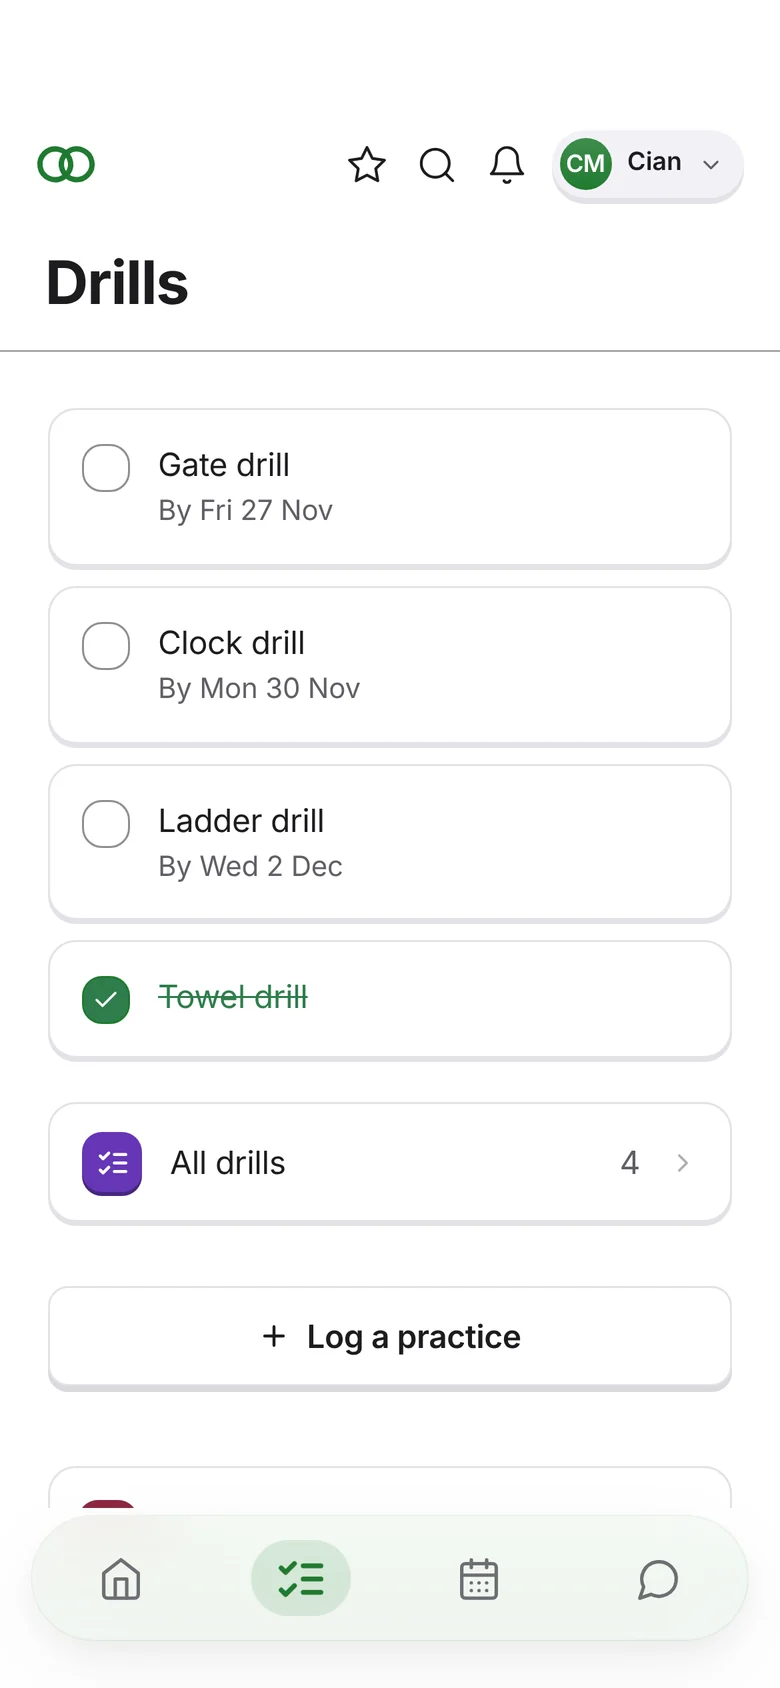 CM Cian
Drills
Gate drill
By Fri 27 Nov
Clock drill
By Mon 30 Nov
Ladder drill
By Wed 2 Dec
Towel drill
All drills 4
Log a practice